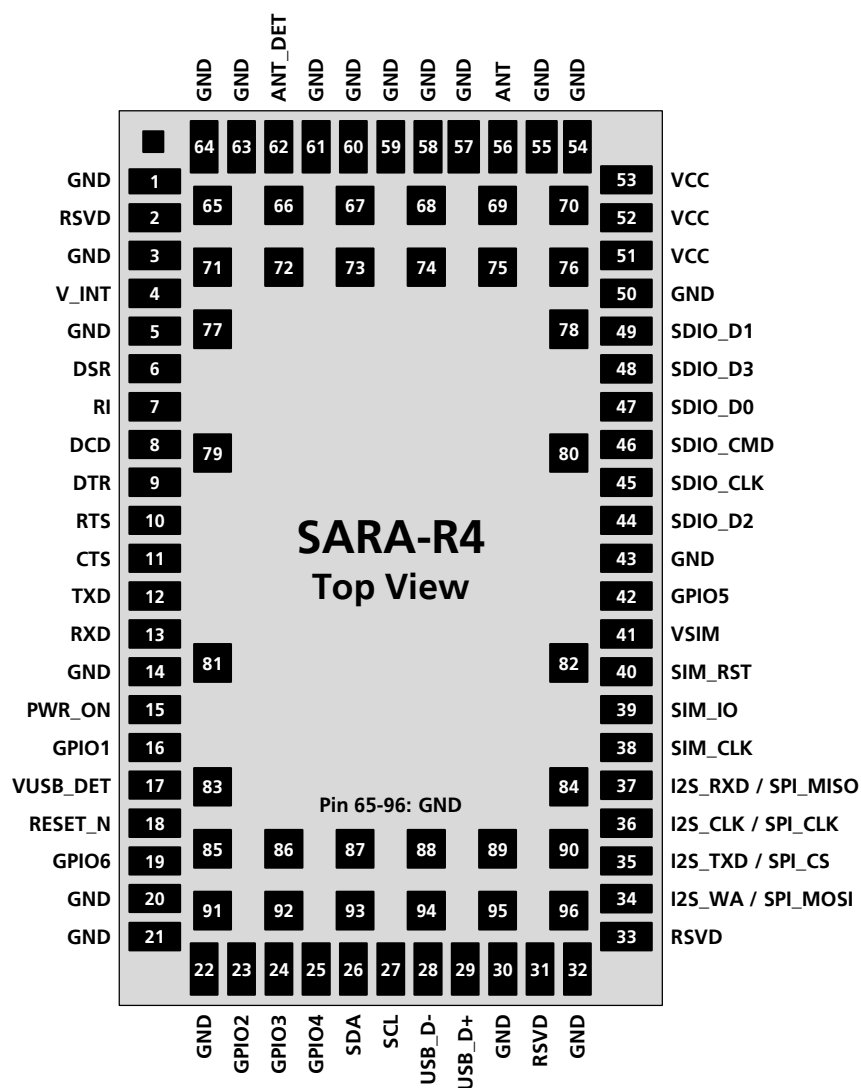 GND GND ANT_DET GND GND GND GND GND ANT GND GND
64 63 62 61 60 59 58 57 56 55 54
GND 1 53 VCC
65 66 67 68 69 70
RSVD 2 52 VCC
GND 3 51 VCC
71 72 73 74 75 76
V_INT 4 50 GND
GND 5 77 78 49 SDIO_D1
DSR 6 48 SDIO_D3
RI 7 47 SDIO_D0
DCD 8 79 80 46 SDIO_CMD
DTR 9 45 SDIO_CLK
RTS 10 44 SDIO_D2
SARA-R4
CTS 11 43 GND
Top View
TXD 12 42 GPIO5
RXD 13 41 VSIM
GND 14 81 82 40 SIM_RST
PWR_ON 15 39 SIM_IO
GPIO1 16 38 SIM_CLK
VUSB_DET 17 83 84 37 I2S_RXD / SPI_MISO
Pin 65-96: GND
RESET_N 18 36 I2S_CLK / SPI_CLK
85 86 87 88 89 90
GPIO6 19 35 I2S_TXD / SPI_CS
GND 20 34 I2S_WA / SPI_MOSI
91 92 93 94 95 96
GND 21 33 RSVD
22 23 24 25 26 27 28 29 30 31 32
GND GPIO2 GPIO3 GPIO4 SDA SCL USB_D- USB_D+ GND RSVD GND